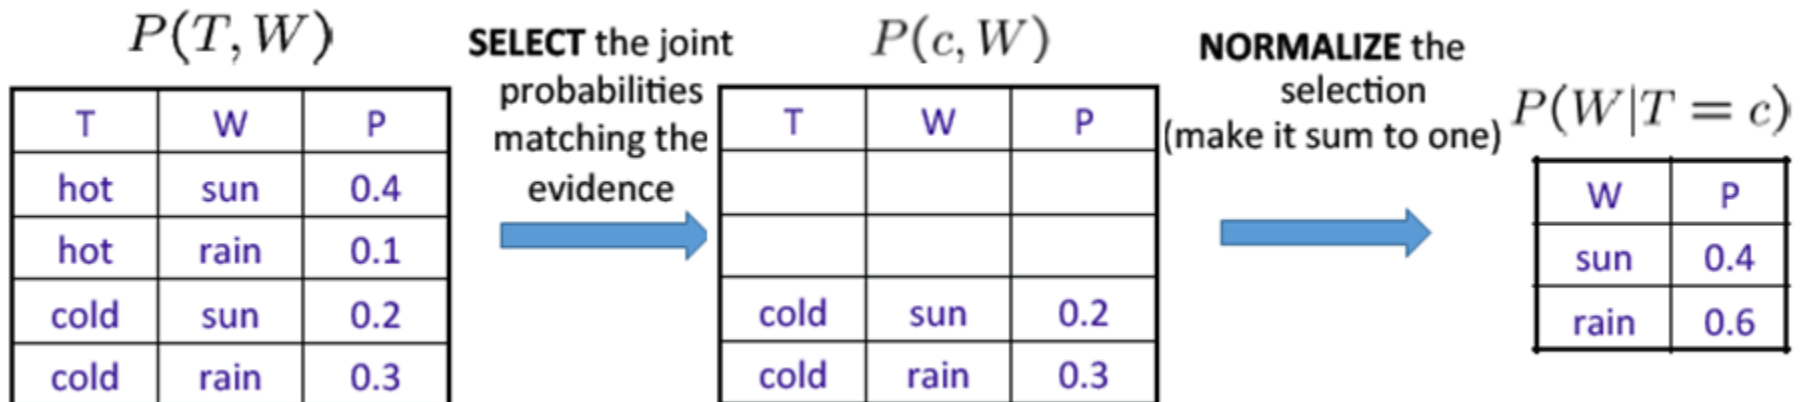 P(T, W)
T W P
hot sun 0.4
hot rain 0.1
cold sun 0.2
cold rain 0.3
SELECT the joint
probabilities
matching the
evidence
P(c, W)
T W P
cold sun 0.2
cold rain 0.3
NORMALIZE the
selection
(make it sum to one)
P(W|T = c)
W P
sun 0.4
rain 0.6